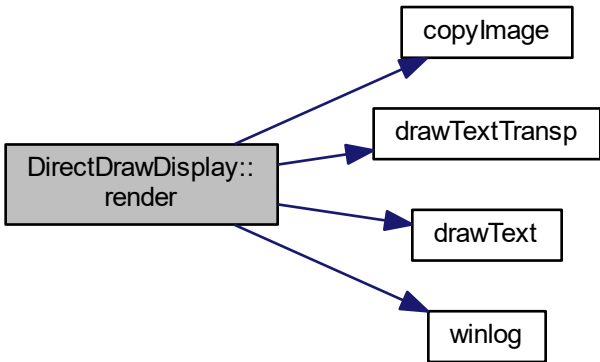 copyImage
drawTextTransp
DirectDrawDisplay::
render
drawText
winlog